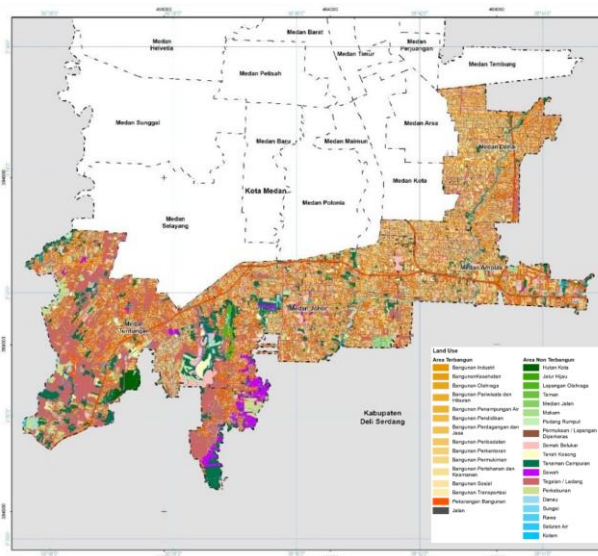 Medan Barat
Medan Helvetia
Medan Timur
Medan Perjuangan
Medan Petisah
Medan Tembung
Medan Sunggal
Medan Area
Medan Denai
Medan Baru
Medan Maimun
Kota Medan
Medan Kota
Medan Polonia
Medan Selayang
Medan Amplas
Medan Johor
Medan Tuntungan
Kabupaten
Deli Serdang
Land Use
Area Terbangun
Bangunan Industri
Bangunan Kesehatan
Bangunan Olahraga
Bangunan Pariwisata dan
Hiburan
Bangunan Penampungan Air
Bangunan Pendidikan
Bangunan Perdagangan dan
Jasa
Bangunan Peribadatan
Bangunan Perkantoran
Bangunan Permukiman
Bangunan Pertahanan dan
Keamanan
Bangunan Sosial
Bangunan Transportasi
Pekarangan Bangunan
Jalan
Area Non Terbangun
Hutan Kota
Jalur Hijau
Lapangan Olahraga
Taman
Median Jalan
Makam
Padang Rumput
Permukaan / Lapangan
Diperkeras
Semak Belukar
Tanah Kosong
Tanaman Campuran
Sawah
Tegalan / Ladang
Perkebunan
Danau
Sungai
Rawa
Saluran Air
Kolam